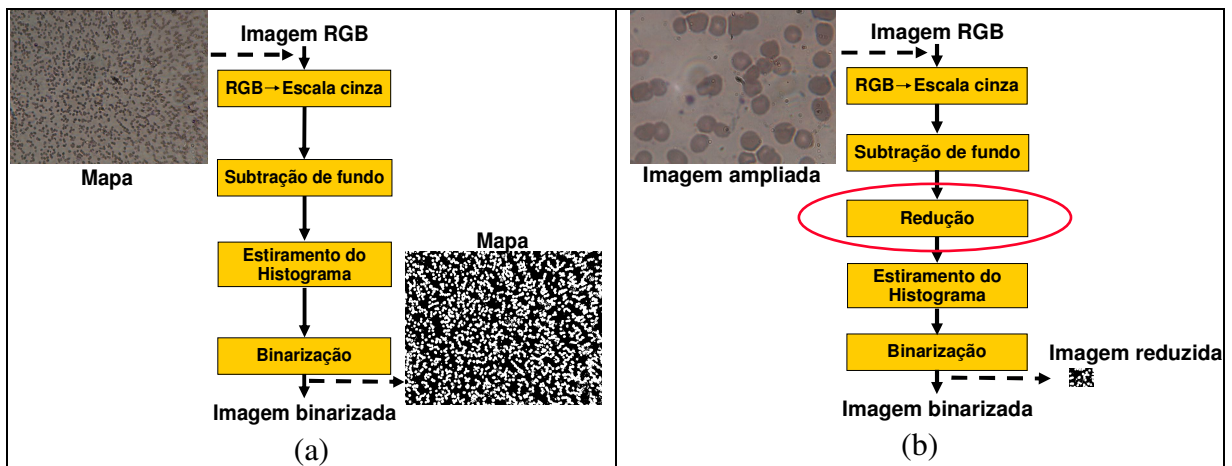 Imagem RGB
RGB→Escala cinza
Mapa
Subtração de fundo
Estiramento do
Histograma
Mapa
Binarização
Imagem binarizada
(a)
Imagem RGB
RGB→Escala cinza
Subtração de fundo
Imagem ampliada
Redução
Estiramento do
Histograma
Binarização
Imagem reduzida
Imagem binarizada
(b)